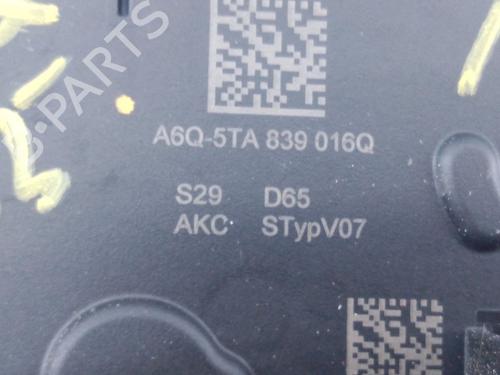 B-PARTS
A6Q-5TA 839 016Q
S29 D65
AKC STypV07